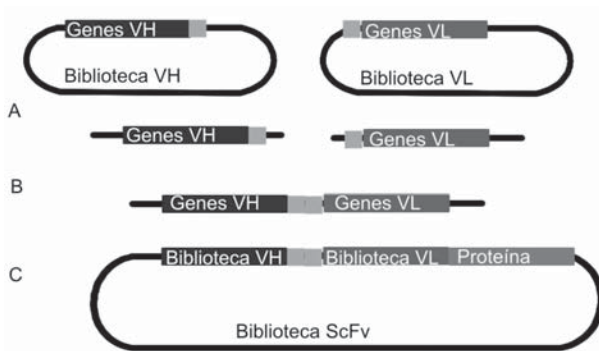 Genes VH
Genes VL
Biblioteca VH
Biblioteca VL
A
Genes VH
Genes VL
B
Genes VH
Genes VL
Biblioteca VH
Biblioteca VL
Proteína
C
Biblioteca ScFv